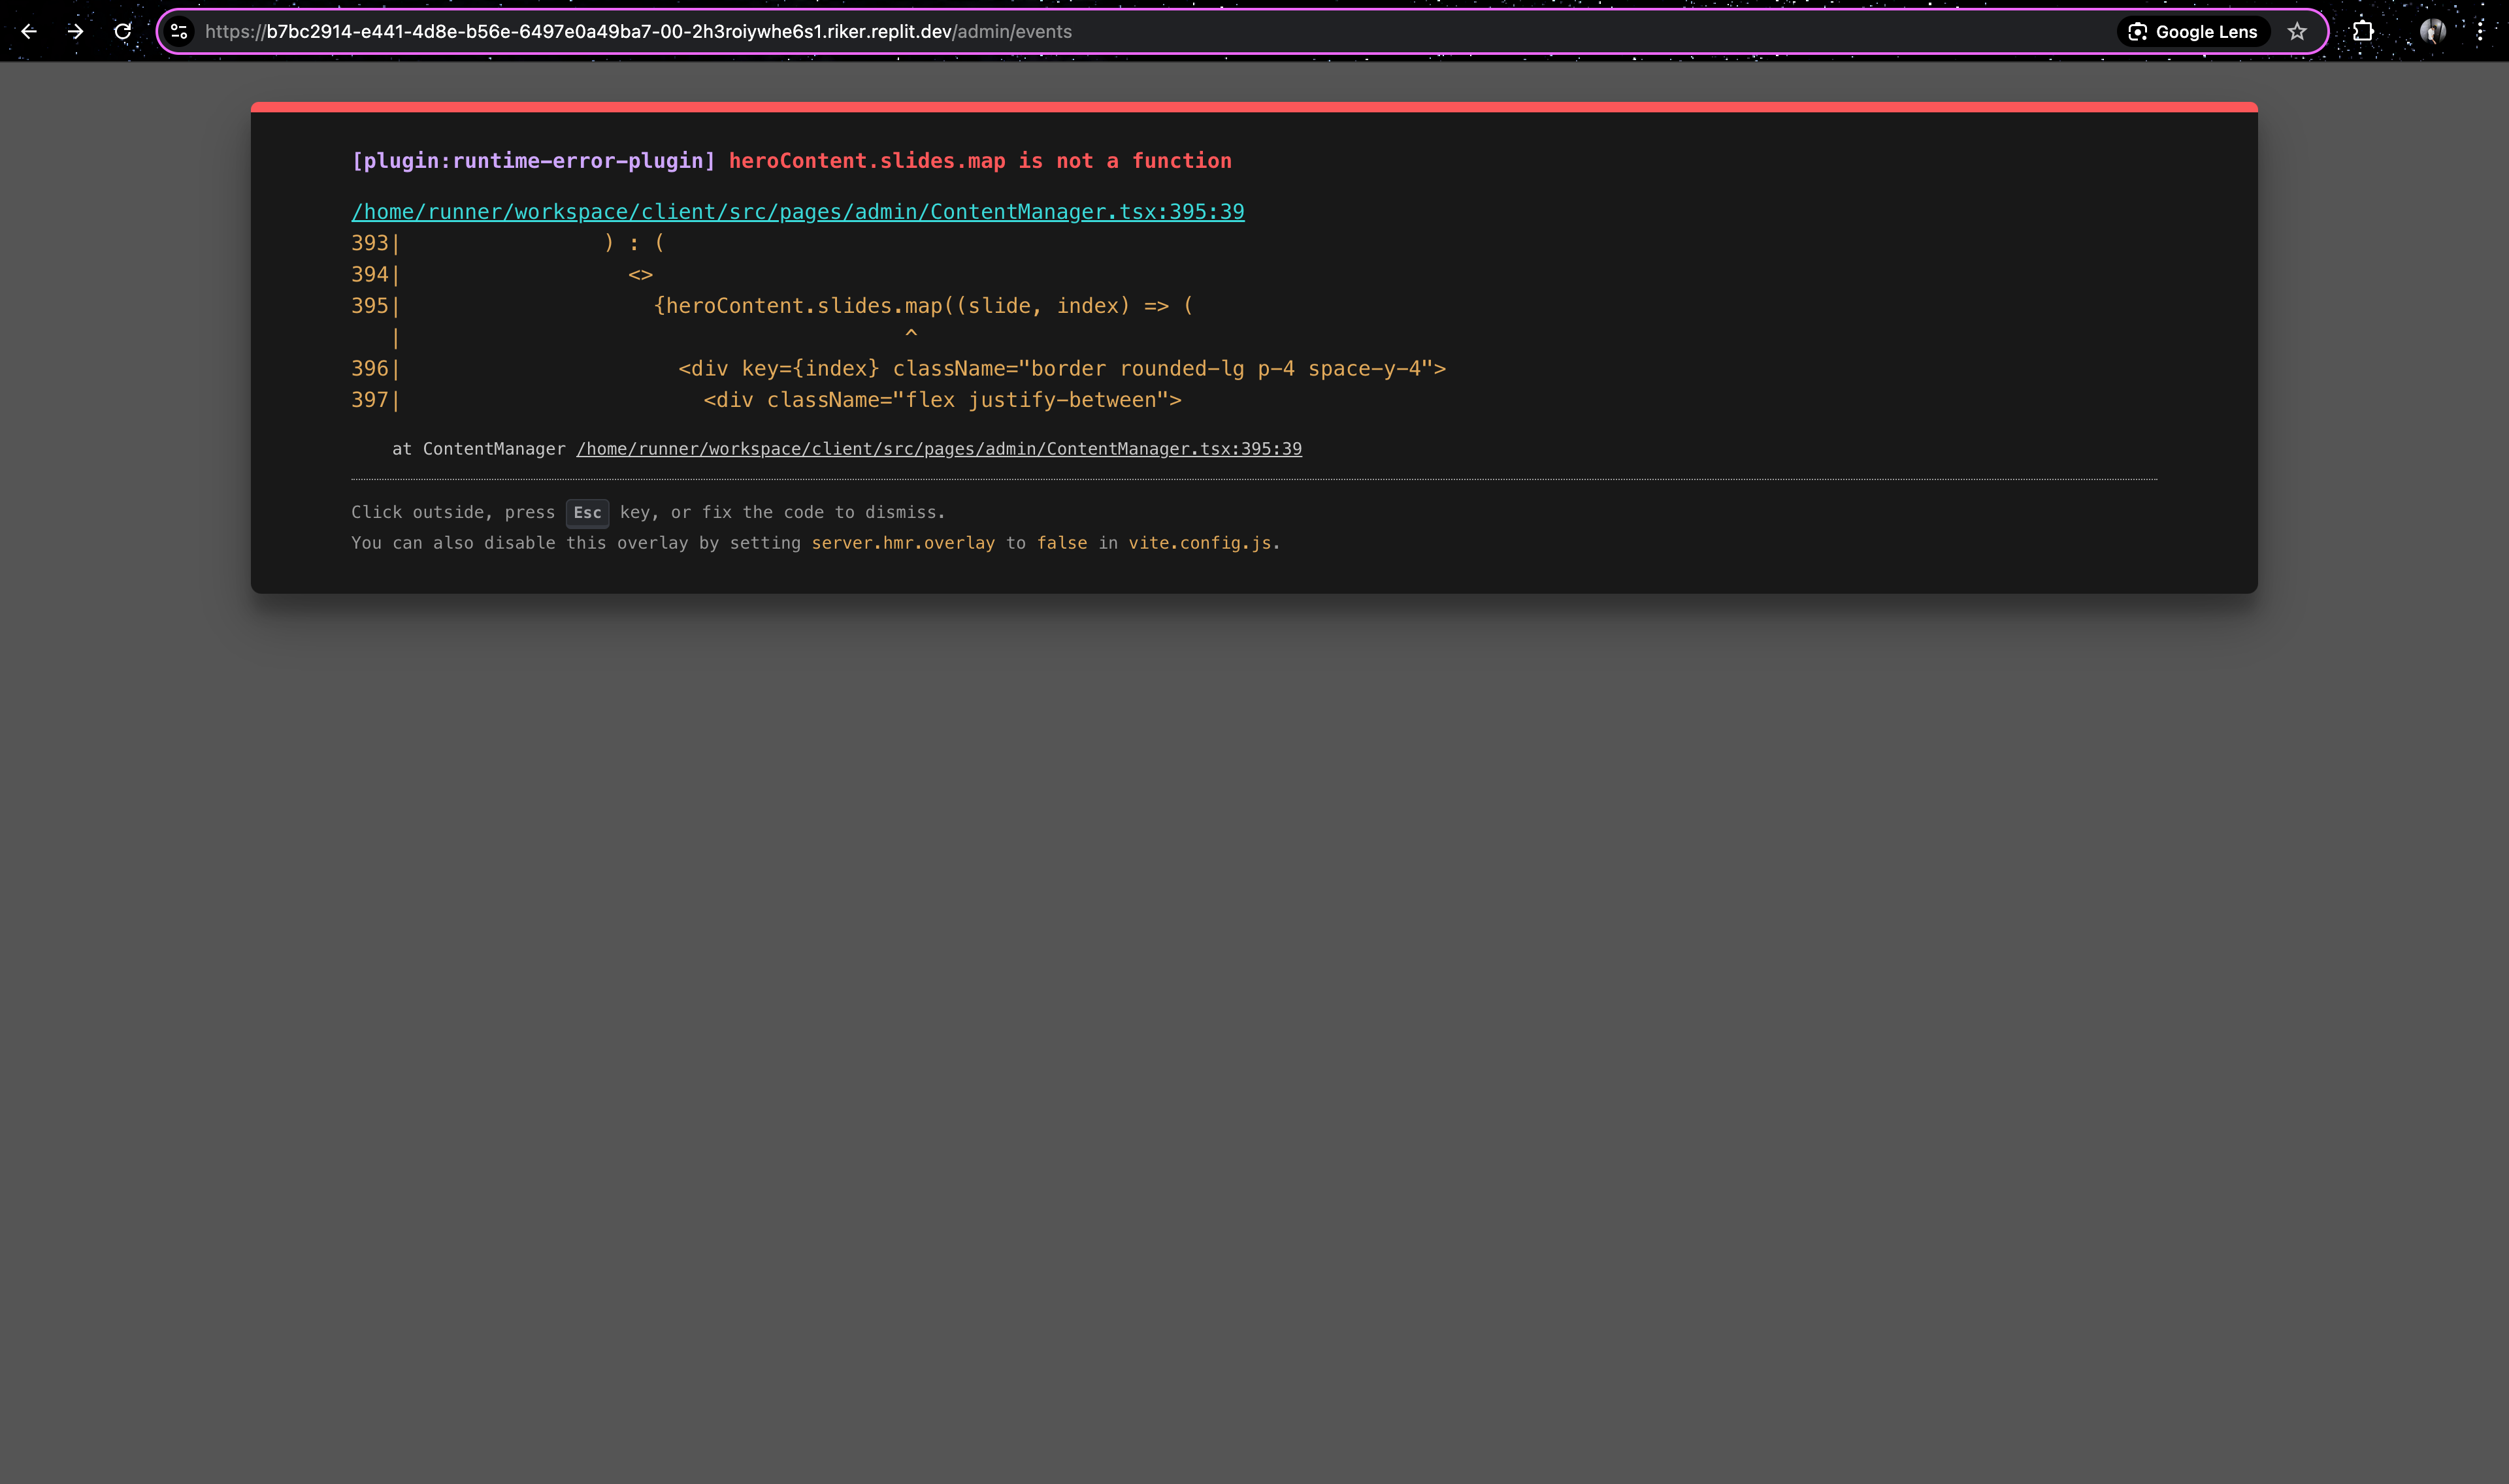 https://b7bc2914-e441-4d8e-b56e-6497e0a49ba7-00-2h3roiywhe6s1.riker.replit.dev/admin/events
Google Lens
[plugin:runtime-error-plugin] heroContent.slides.map is not a function
/home/runner/workspace/client/src/pages/admin/ContentManager.tsx:395:39
393|                ) : (
394|                  <>
395|                    {heroContent.slides.map((slide, index) => (
   |                                        ^
396|                      <div key={index} className="border rounded-lg p-4 space-y-4">
397|                        <div className="flex justify-between">
    at ContentManager /home/runner/workspace/client/src/pages/admin/ContentManager.tsx:395:39
Click outside, press Esc key, or fix the code to dismiss.
You can also disable this overlay by setting server.hmr.overlay to false in vite.config.js.